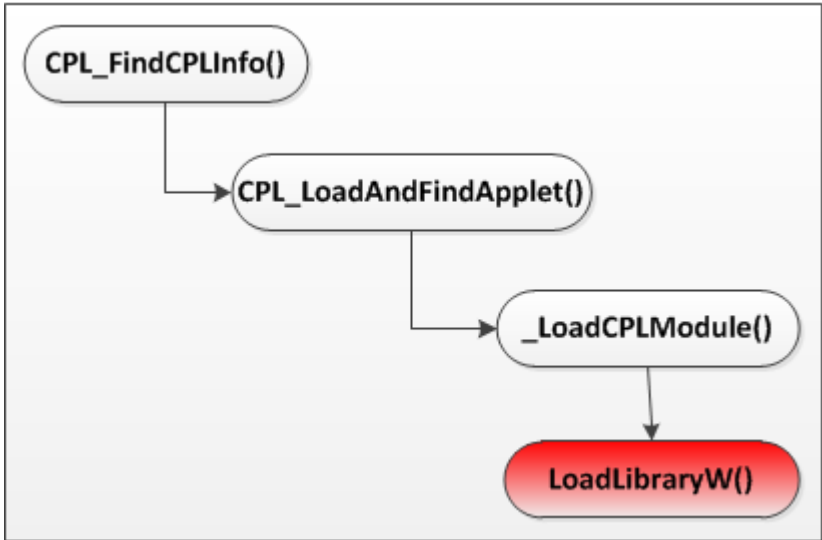 CPL_FindCPLInfo()
CPL_LoadAndFindApplet()
_LoadCPLModule()
LoadLibraryW()